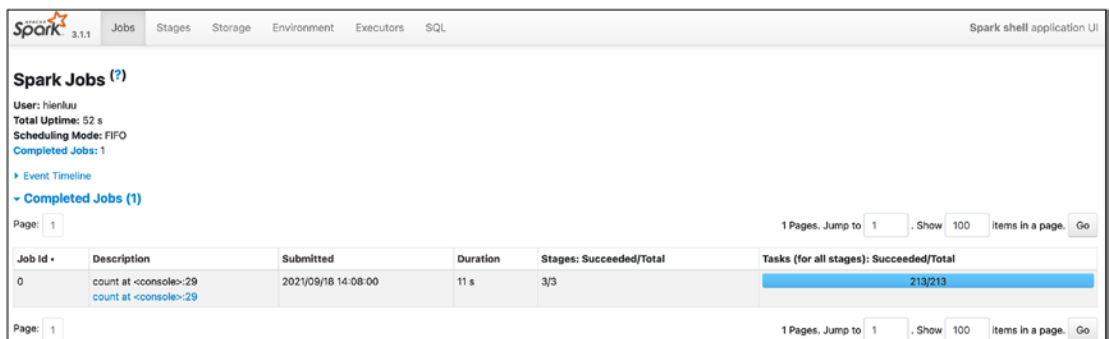 APACHE Spark 3.1.1 Jobs Stages Storage Environment Executors SQL Spark shell application UI
Spark Jobs (?)
User: hienluu
Total Uptime: 52 s
Scheduling Mode: FIFO
Completed Jobs: 1
Event Timeline
Completed Jobs (1)
Page: 1 1 Pages. Jump to 1 . Show 100 items in a page. Go
Job Id Description Submitted Duration Stages: Succeeded/Total Tasks (for all stages): Succeeded/Total
0 count at <console>:29 2021/09/18 14:08:00 11 s 3/3 213/213
count at <console>:29
Page: 1 1 Pages. Jump to 1 . Show 100 items in a page. Go